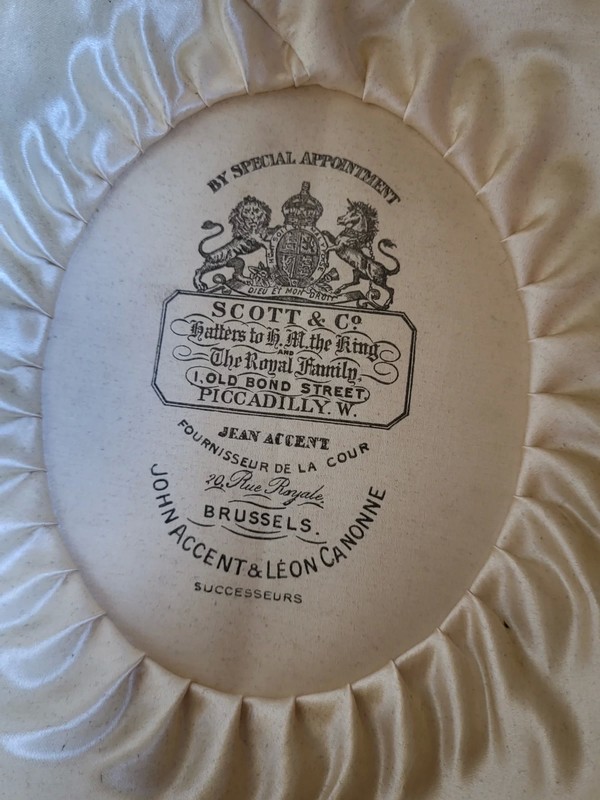 BY SPECIAL APPOINTMENT
DIEU ET MON DROIT
SCOTT & Co
Hatters to H.M. the King
AND
The Royal Family,
1, OLD BOND STREET,
PICCADILLY. W.
JEAN ACCENT
FOURNISSEUR DE LA COUR
20, Rue Royale
BRUSSELS.
JOHN ACCENT & LÉON CANONNE
SUCCESSEURS